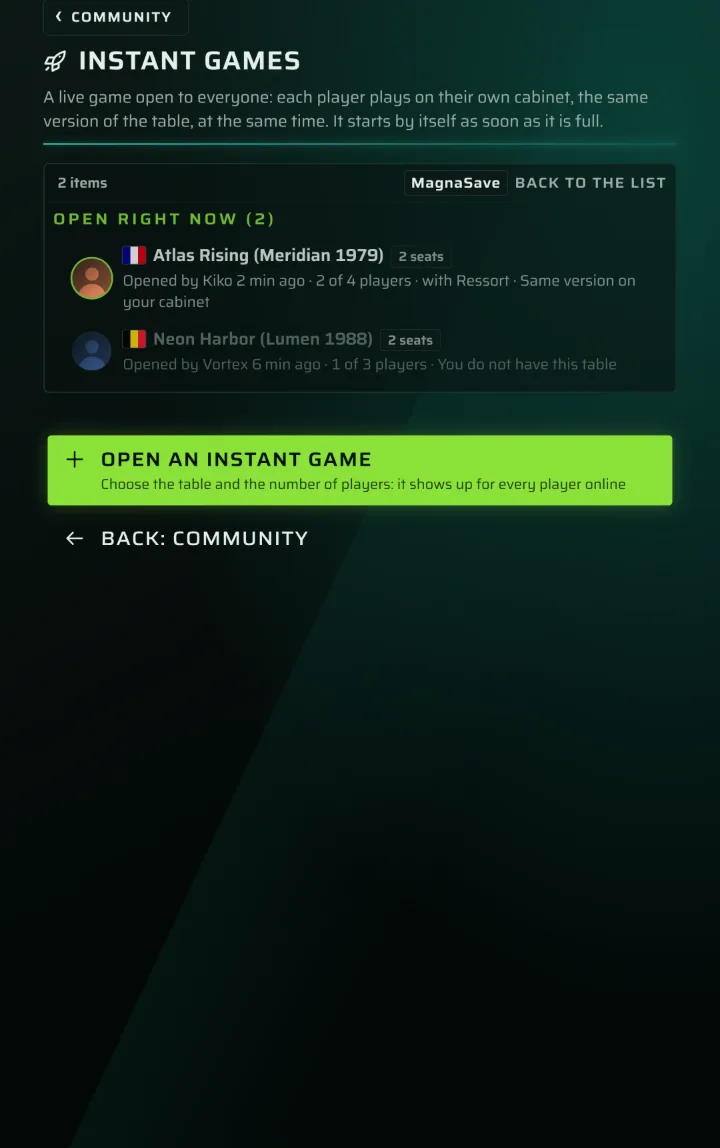 COMMUNITY
INSTANT GAMES
A live game open to everyone: each player plays on their own cabinet, the same
version of the table, at the same time. It starts by itself as soon as it is full.
2 items MagnaSave BACK TO THE LIST
OPEN RIGHT NOW (2)
Atlas Rising (Meridian 1979) 2 seats
Opened by Kiko 2 min ago · 2 of 4 players · with Ressort · Same version on
your cabinet
Neon Harbor (Lumen 1988) 2 seats
Opened by Vortex 6 min ago · 1 of 3 players · You do not have this table
OPEN AN INSTANT GAME
Choose the table and the number of players: it shows up for every player online
BACK: COMMUNITY